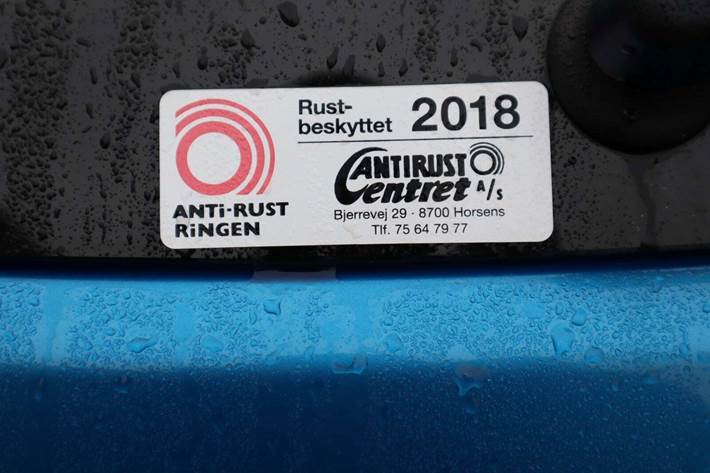 Rust-
beskyttet 2018
ANTi-RUST
RiNGEN
ANTIRUST
Centret A/S
Bjerrevej 29 · 8700 Horsens
Tlf. 75 64 79 77